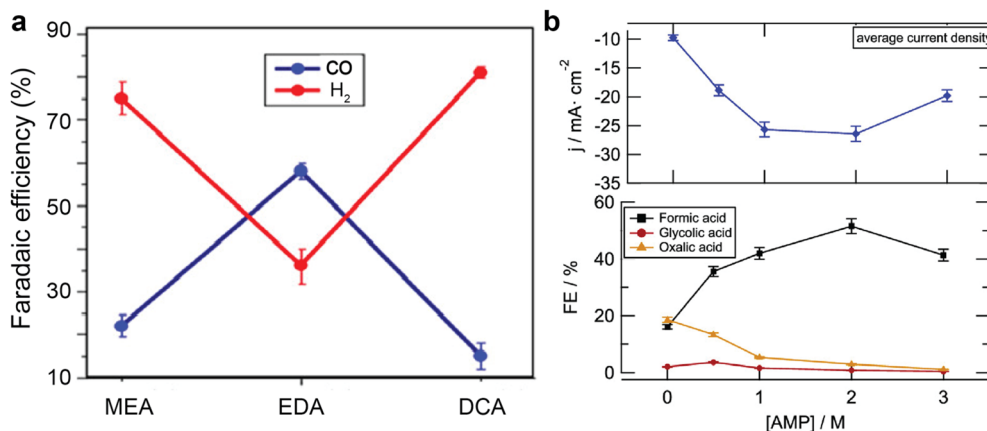 a
90
70
50
30
10
Faradaic efficiency (%)
CO
H₂
MEA EDA DCA
b
average current density
-10
-15
-20
-25
-30
-35
j / mA· cm⁻²
Formic acid
Glycolic acid
Oxalic acid
60
40
20
0
FE / %
0 1 2 3
[AMP] / M